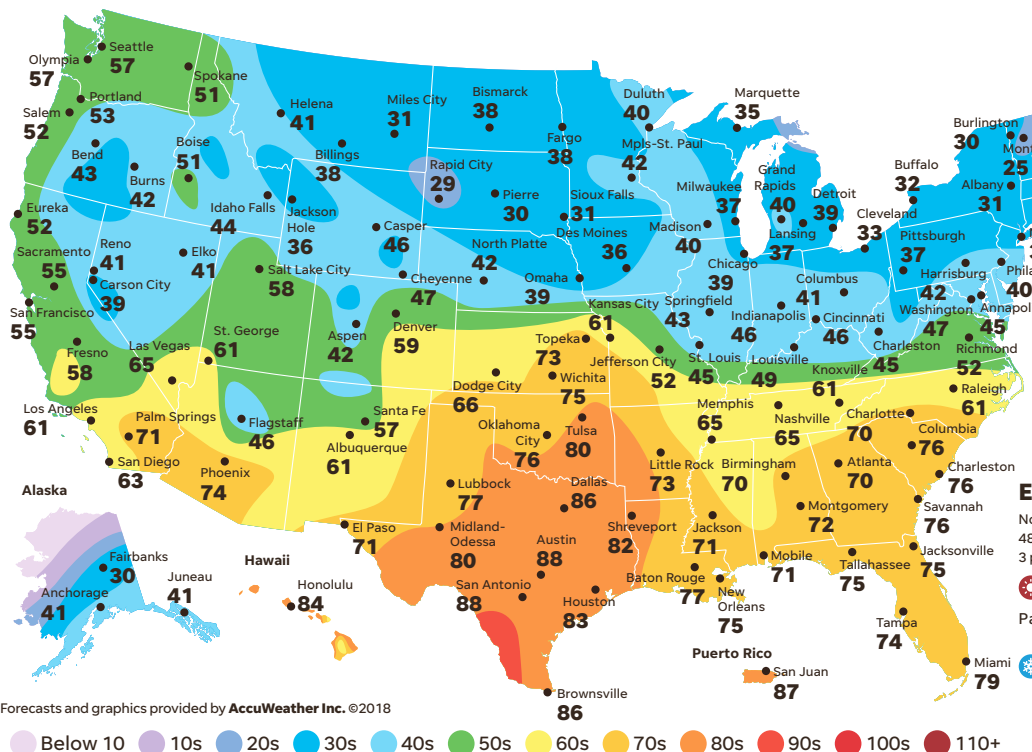 Seattle
57
Olympia
57
Spokane
51
Portland
53
Salem
52
Helena
41
Miles City
31
Bismarck
38
Duluth
40
Marquette
35
Burlington
30
Bend
43
Boise
51
Billings
38
Fargo
38
Mpls-St. Paul
42
Grand
Rapids
40
Buffalo
32
25
Burns
42
Rapid City
29
Pierre
30
Sioux Falls
31
Milwaukee
37
Detroit
39
Albany
31
Eureka
52
Idaho Falls
44
Jackson
Hole
36
Casper
46
Madison
40
Lansing
37
Cleveland
33
Sacramento
55
Reno
41
Elko
41
North Platte
42
Des Moines
36
Pittsburgh
37
Carson City
39
Salt Lake City
58
Cheyenne
47
Omaha
39
Chicago
39
Columbus
41
Harrisburg
42
40
San Francisco
55
Kansas City
61
Springfield
43
Indianapolis
46
Cincinnati
46
Washington
47
45
Fresno
58
Las Vegas
65
St. George
61
Aspen
42
Denver
59
Topeka
73
Jefferson City
52
St. Louis
45
Louisville
49
Charleston
45
Richmond
52
Dodge City
66
Wichita
75
Knoxville
61
Raleigh
61
Los Angeles
61
Palm Springs
71
Flagstaff
46
Santa Fe
57
Oklahoma
City
76
Tulsa
80
Memphis
65
Nashville
65
Charlotte
70
Columbia
76
San Diego
63
Phoenix
74
Albuquerque
61
Lubbock
77
Dallas
86
Little Rock
73
Birmingham
70
Atlanta
70
Charleston
76
Alaska
El Paso
71
Midland-
Odessa
80
Austin
88
Shreveport
82
Jackson
71
Montgomery
72
Savannah
76
E
No
48
3 p
Fairbanks
30
Anchorage
41
Juneau
41
Hawaii
Honolulu
84
San Antonio
88
Houston
83
Baton Rouge
77
New
Orleans
75
Mobile
71
Tallahassee
75
Jacksonville
75
Tampa
74
Pa
Puerto Rico
San Juan
87
Miami
79
Brownsville
86
Forecasts and graphics provided by AccuWeather Inc. ©2018
Below 10 10s 20s 30s 40s 50s 60s 70s 80s 90s 100s 110+